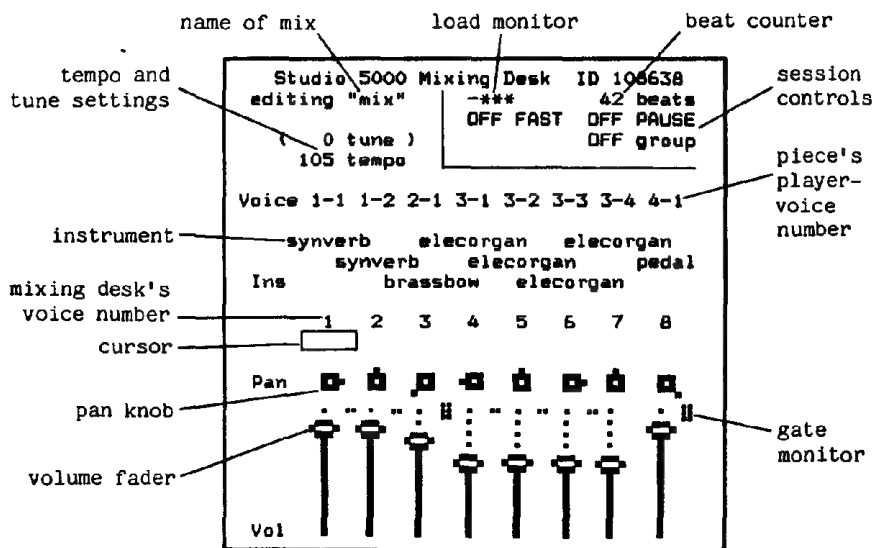 name of mix
load monitor
beat counter
tempo and
tune settings
Studio 5000 Mixing Desk ID 108638
editing "mix"
-***
42 beats
OFF FAST
OFF PAUSE
( 0 tune )
OFF group
105 tempo
session
controls
Voice 1-1 1-2 2-1 3-1 3-2 3-3 3-4 4-1
piece's
player-
voice
number
instrument
synverb elecorgan elecorgan
synverb elecorgan pedal
Ins brassbow elecorgan
mixing desk's
voice number
1 2 3 4 5 6 7 8
cursor
Pan
pan knob
gate
monitor
volume fader
Vol